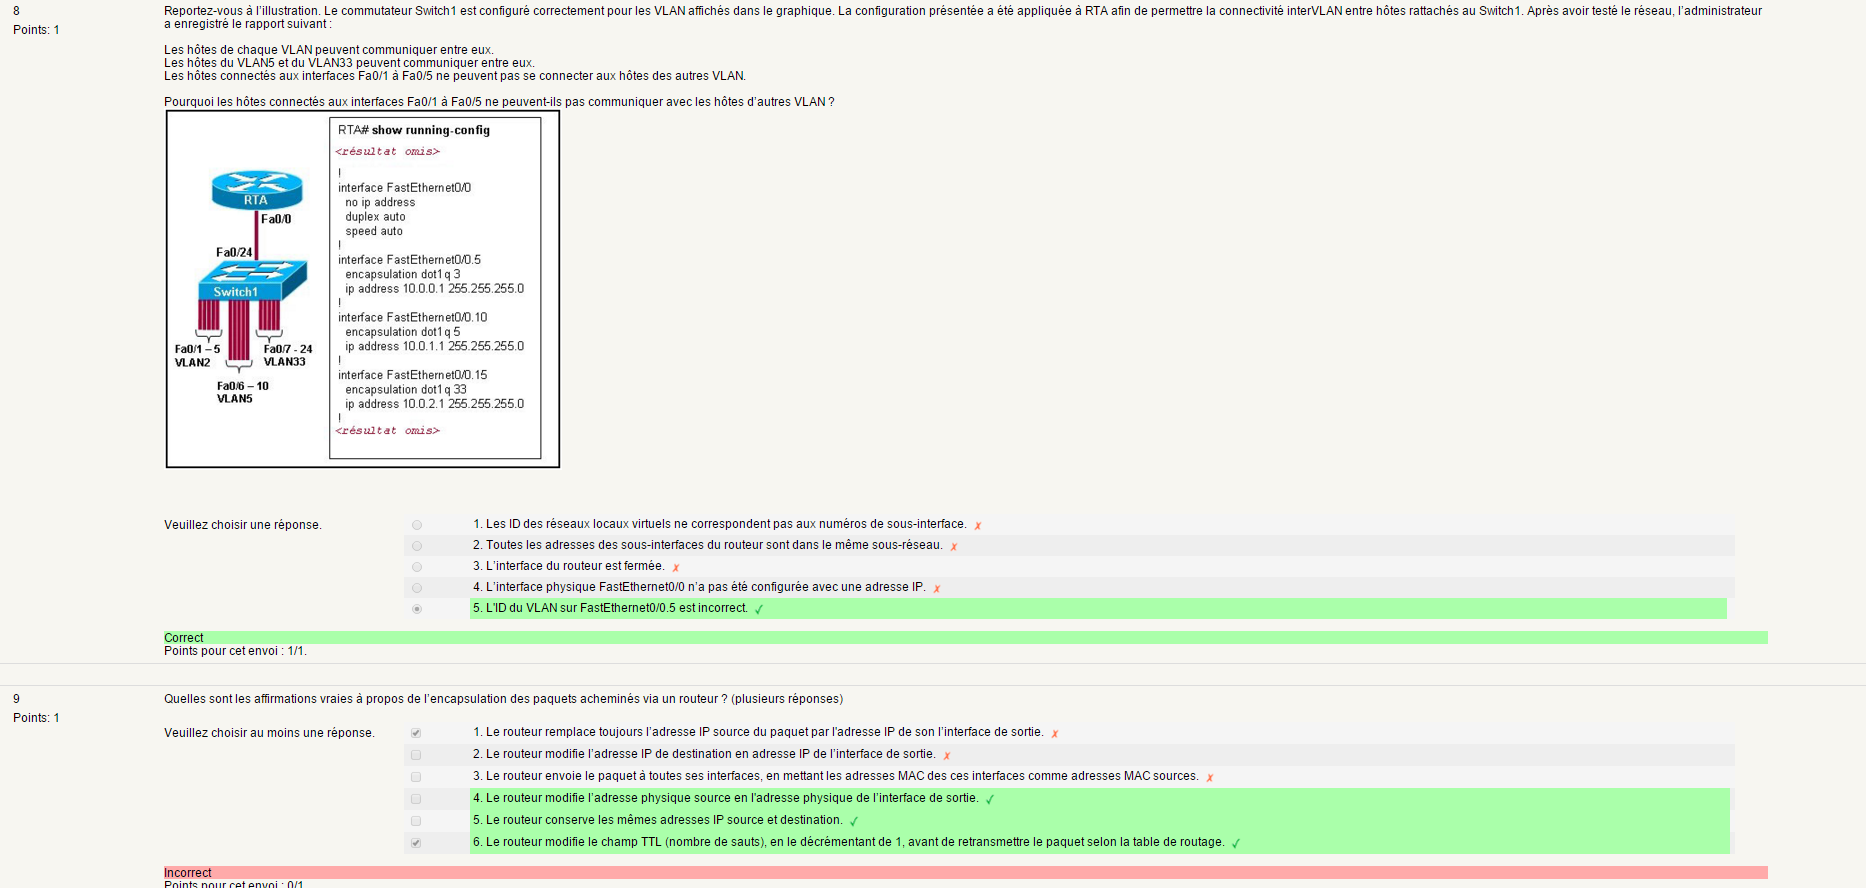 8
Points: 1
Reportez-vous à l'illustration. Le commutateur Switch1 est configuré correctement pour les VLAN affichés dans le graphique. La configuration présentée a été appliquée à RTA afin de permettre la connectivité interVLAN entre hôtes rattachés au Switch1. Après avoir testé le réseau, l'administrateur
a enregistré le rapport suivant :
Les hôtes de chaque VLAN peuvent communiquer entre eux.
Les hôtes du VLAN5 et du VLAN33 peuvent communiquer entre eux.
Les hôtes connectés aux interfaces Fa0/1 à Fa0/5 ne peuvent pas se connecter aux hôtes des autres VLAN.
Pourquoi les hôtes connectés aux interfaces Fa0/1 à Fa0/5 ne peuvent-ils pas communiquer avec les hôtes d'autres VLAN ?
RTA
Fa0/0
Fa0/24
Switch1
Fa0/1 – 5
VLAN2
Fa0/7 - 24
VLAN33
Fa0/6 – 10
VLAN5
RTA# show running-config
<résultat omis>
!
interface FastEthernet0/0
no ip address
duplex auto
speed auto
!
interface FastEthernet0/0.5
encapsulation dot1q 3
ip address 10.0.0.1 255.255.255.0
!
interface FastEthernet0/0.10
encapsulation dot1q 5
ip address 10.0.1.1 255.255.255.0
!
interface FastEthernet0/0.15
encapsulation dot1q 33
ip address 10.0.2.1 255.255.255.0
!
<résultat omis>
Veuillez choisir une réponse.
1. Les ID des réseaux locaux virtuels ne correspondent pas aux numéros de sous-interface. ✗
2. Toutes les adresses des sous-interfaces du routeur sont dans le même sous-réseau. ✗
3. L'interface du routeur est fermée. ✗
4. L'interface physique FastEthernet0/0 n'a pas été configurée avec une adresse IP. ✗
5. L'ID du VLAN sur FastEthernet0/0.5 est incorrect. ✓
Correct
Points pour cet envoi : 1/1.
9
Points: 1
Quelles sont les affirmations vraies à propos de l'encapsulation des paquets acheminés via un routeur ? (plusieurs réponses)
Veuillez choisir au moins une réponse.
1. Le routeur remplace toujours l'adresse IP source du paquet par l'adresse IP de son l'interface de sortie. ✗
2. Le routeur modifie l'adresse IP de destination en adresse IP de l'interface de sortie. ✗
3. Le routeur envoie le paquet à toutes ses interfaces, en mettant les adresses MAC des ces interfaces comme adresses MAC sources. ✗
4. Le routeur modifie l'adresse physique source en l'adresse physique de l'interface de sortie. ✓
5. Le routeur conserve les mêmes adresses IP source et destination. ✓
6. Le routeur modifie le champ TTL (nombre de sauts), en le décrémentant de 1, avant de retransmettre le paquet selon la table de routage. ✓
Incorrect
Points pour cet envoi : 0/1